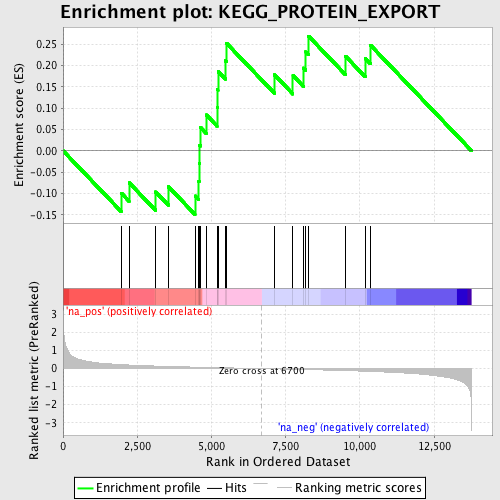 Enrichment plot: KEGG_PROTEIN_EXPORT
Enrichment score (ES)
0.25
0.20
0.15
0.10
0.05
0.00
-0.05
-0.10
-0.15
'na_pos' (positively correlated)
Ranked list metric (PreRanked)
3
2
1
0
-1
-2
-3
Zero cross at 6700
'na_neg' (negatively correlated)
0
2,500
5,000
7,500
10,000
12,500
Rank in Ordered Dataset
Enrichment profile
Hits
Ranking metric scores